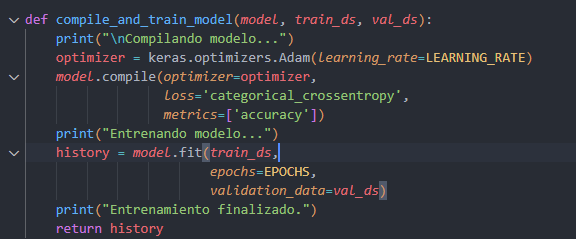 def compile_and_train_model(model, train_ds, val_ds):
    print("\nCompilando modelo...")
    optimizer = keras.optimizers.Adam(learning_rate=LEARNING_RATE)
    model.compile(optimizer=optimizer,
                  loss='categorical_crossentropy',
                  metrics=['accuracy'])
    print("Entrenando modelo...")
    history = model.fit(train_ds,
                        epochs=EPOCHS,
                        validation_data=val_ds)
    print("Entrenamiento finalizado.")
    return history